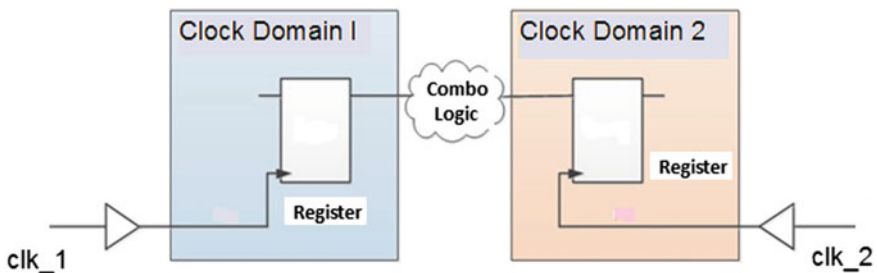 Clock Domain I
Clock Domain 2
Combo
Logic
Register
Register
clk_1
clk_2